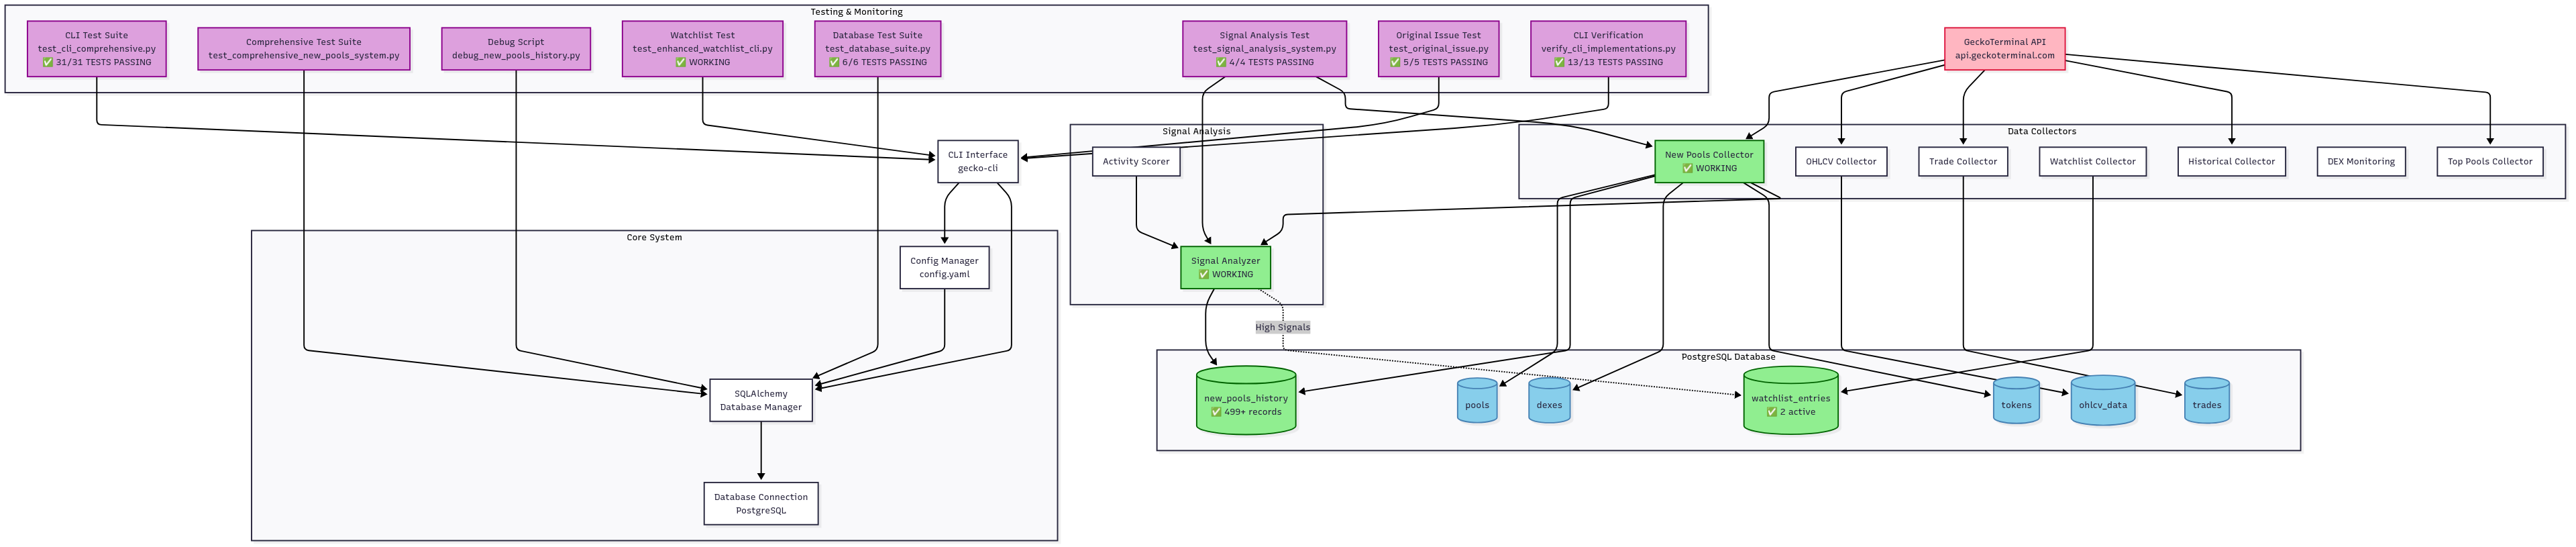 Testing & Monitoring
CLI Test Suite
test_cli_comprehensive.py
✅ 31/31 TESTS PASSING
Comprehensive Test Suite
test_comprehensive_new_pools_system.py
Debug Script
debug_new_pools_history.py
Watchlist Test
test_enhanced_watchlist_cli.py
✅ WORKING
Database Test Suite
test_database_suite.py
✅ 6/6 TESTS PASSING
Signal Analysis Test
test_signal_analysis_system.py
✅ 4/4 TESTS PASSING
Original Issue Test
test_original_issue.py
✅ 5/5 TESTS PASSING
CLI Verification
verify_cli_implementations.py
✅ 13/13 TESTS PASSING
GeckoTerminal API
api.geckoterminal.com
CLI Interface
gecko-cli
Signal Analysis
Activity Scorer
Signal Analyzer
✅ WORKING
Data Collectors
New Pools Collector
✅ WORKING
OHLCV Collector
Trade Collector
Watchlist Collector
Historical Collector
DEX Monitoring
Top Pools Collector
Core System
Config Manager
config.yaml
SQLAlchemy
Database Manager
Database Connection
PostgreSQL
High Signals
PostgreSQL Database
new_pools_history
✅ 499+ records
pools
dexes
watchlist_entries
✅ 2 active
tokens
ohlcv_data
trades